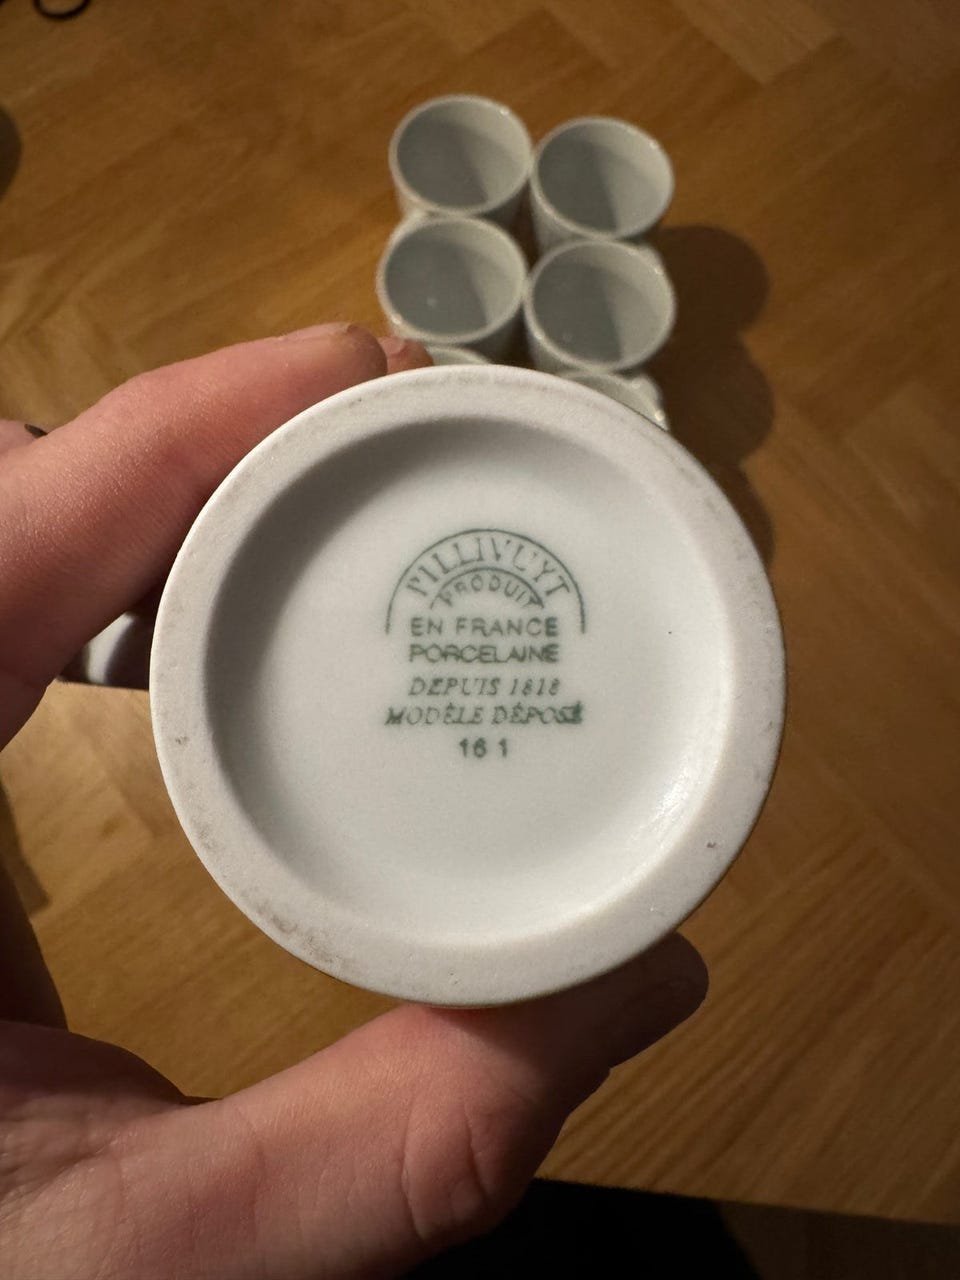 PILLIVUYT
PRODUIT
EN FRANCE
PORCELAINE
DEPUIS 1818
MODÈLE DÉPOSÉ
16 1